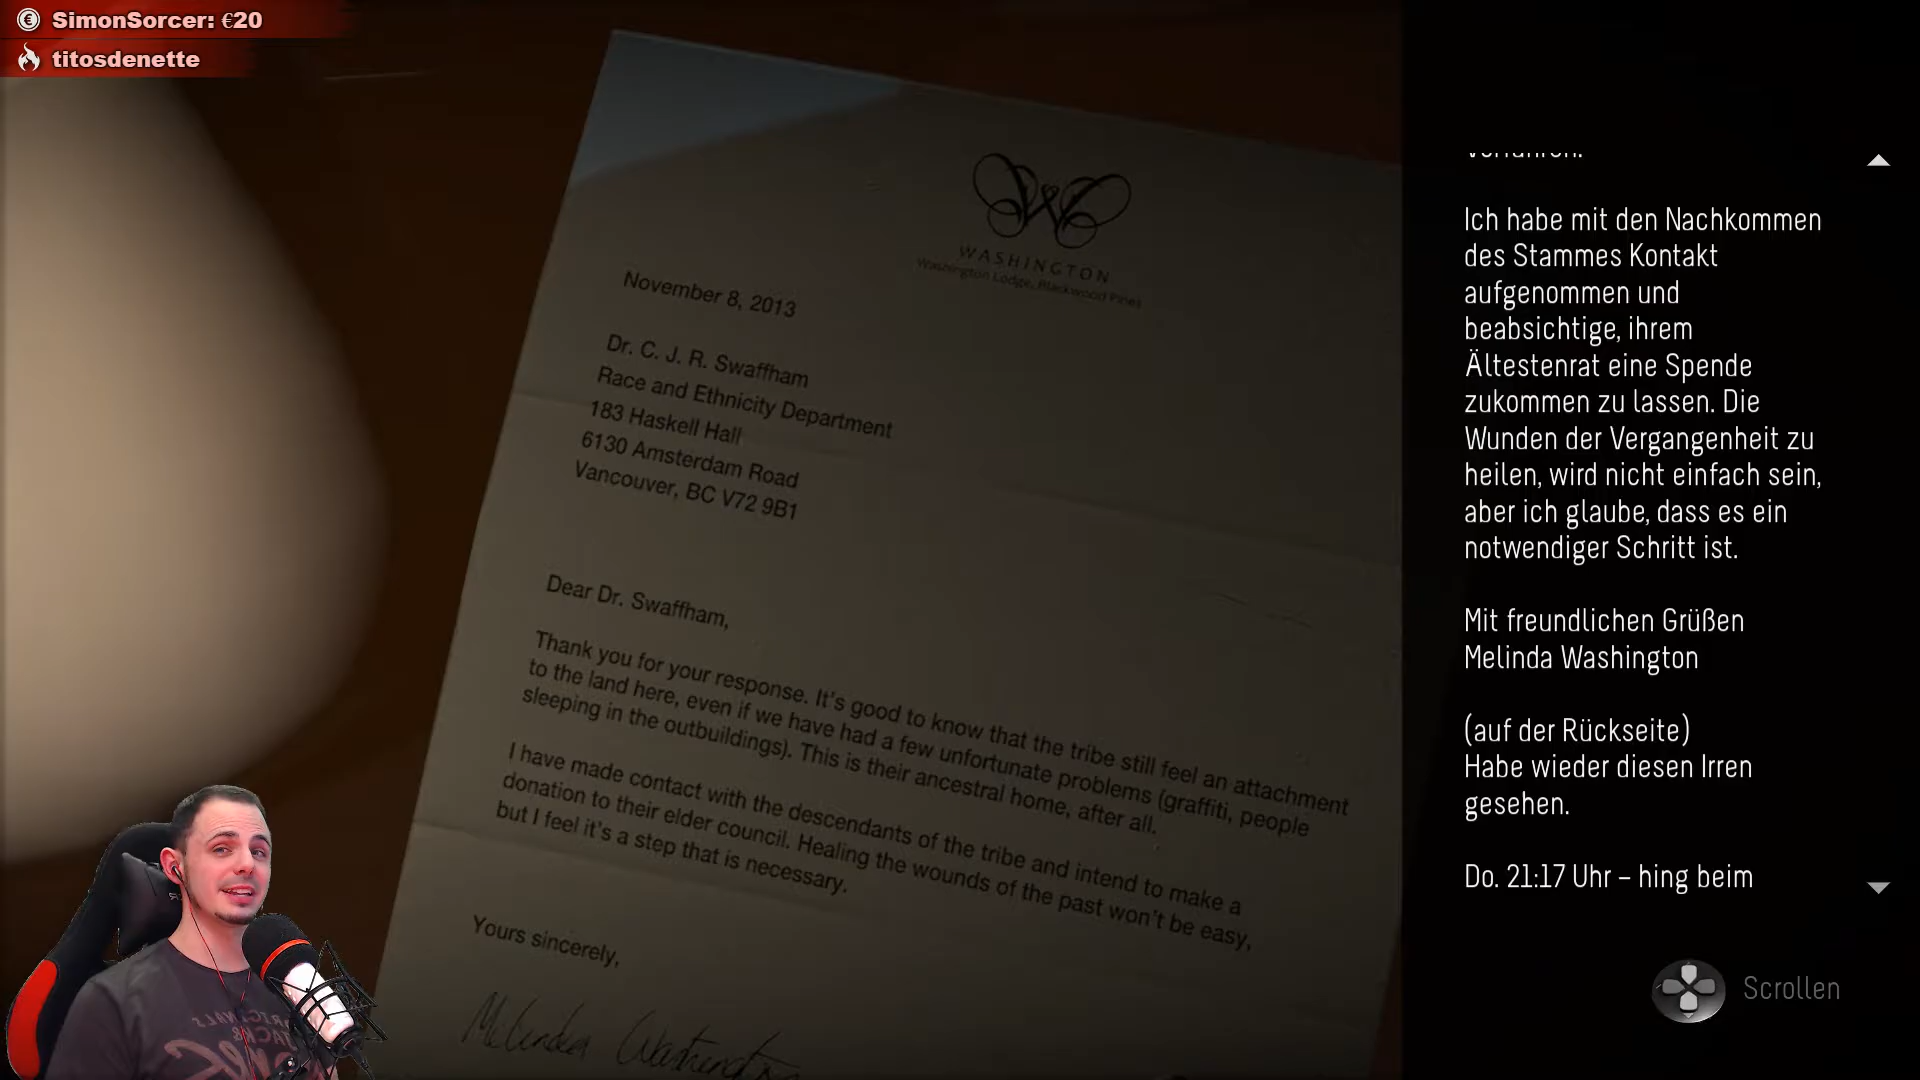 SimonSorcer: €20
titosdenette
WASHINGTON
Washington Lodge, Blackwood Pines
November 8, 2013
Dr. C. J. R. Swaffham
Race and Ethnicity Department
183 Haskell Hall
6130 Amsterdam Road
Vancouver, BC V72 9B1
Dear Dr. Swaffham,
Thank you for your response. It's good to know that the tribe still feel an attachment
to the land here, even if we have had a few unfortunate problems (graffiti, people
sleeping in the outbuildings). This is their ancestral home, after all.
I have made contact with the descendants of the tribe and intend to make a
donation to their elder council. Healing the wounds of the past won't be easy,
but I feel it's a step that is necessary.
Yours sincerely,
Melinda Washington
Ich habe mit den Nachkommen
des Stammes Kontakt
aufgenommen und
beabsichtige, ihrem
Ältestenrat eine Spende
zukommen zu lassen. Die
Wunden der Vergangenheit zu
heilen, wird nicht einfach sein,
aber ich glaube, dass es ein
notwendiger Schritt ist.
Mit freundlichen Grüßen
Melinda Washington
(auf der Rückseite)
Habe wieder diesen Irren
gesehen.
Do. 21:17 Uhr – hing beim
Scrollen